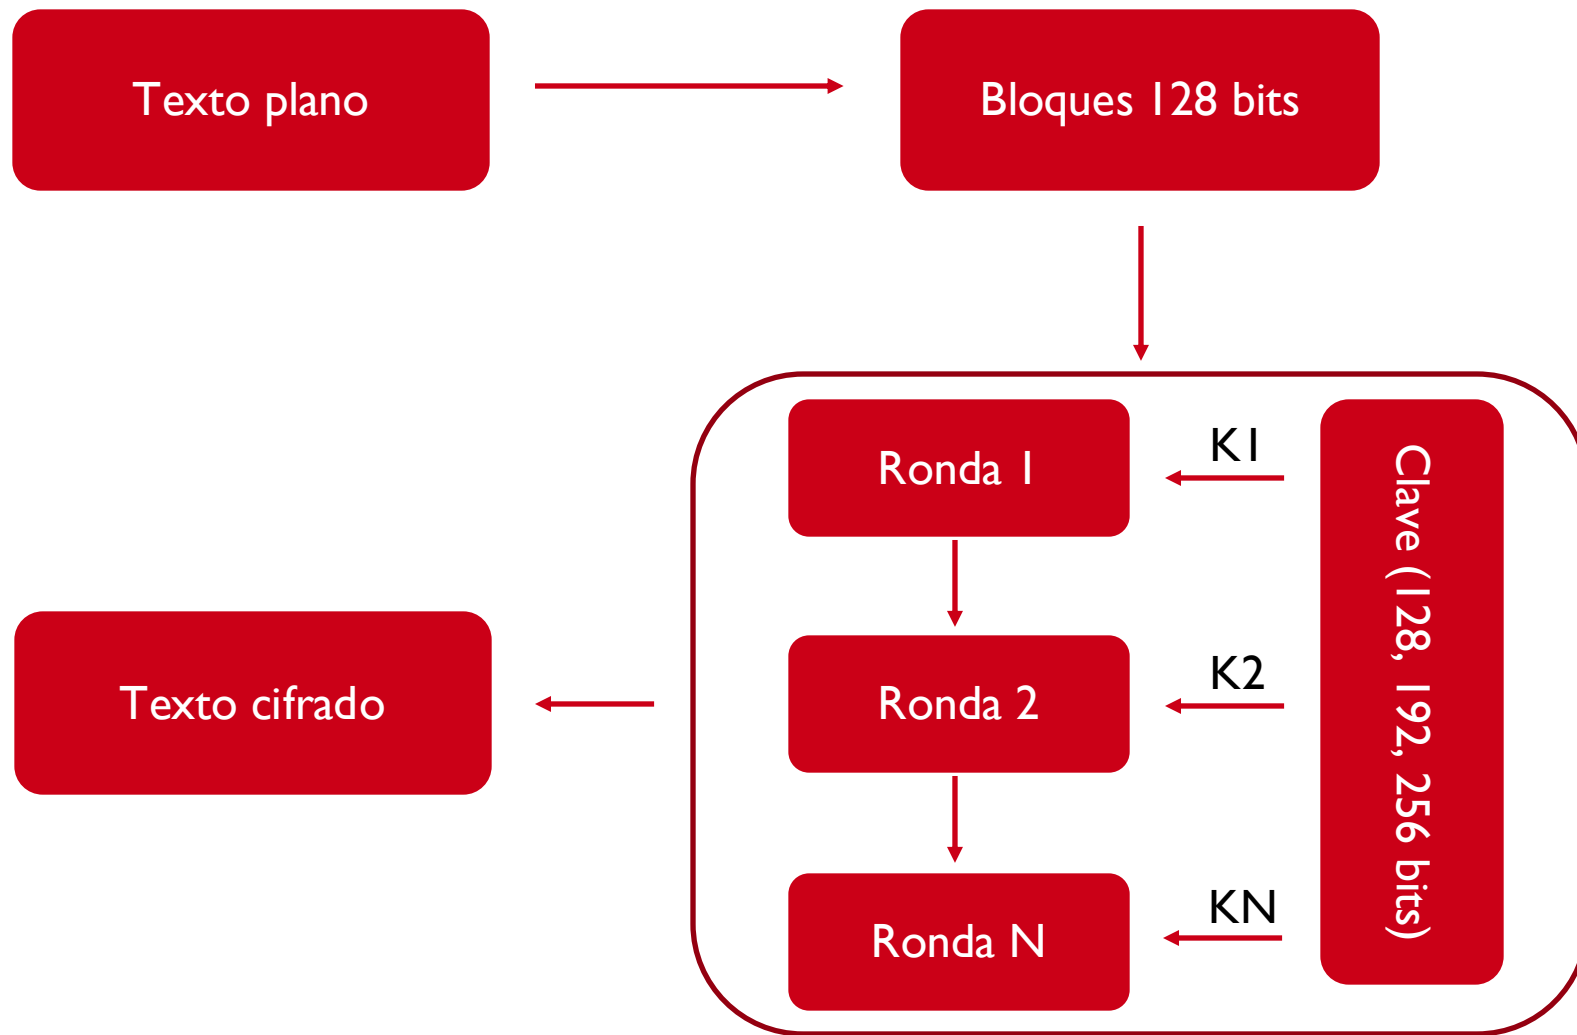 Texto plano
Bloques 128 bits
Ronda 1
K1
Clave (128, 192, 256 bits)
Texto cifrado
Ronda 2
K2
Ronda N
KN